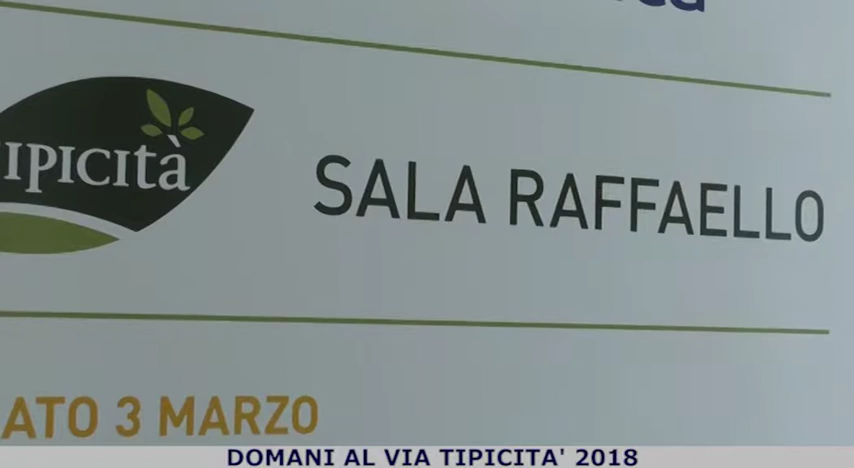 IPICITà
SALA RAFFAELLO
ATO 3 MARZO
DOMANI AL VIA TIPICITA' 2018